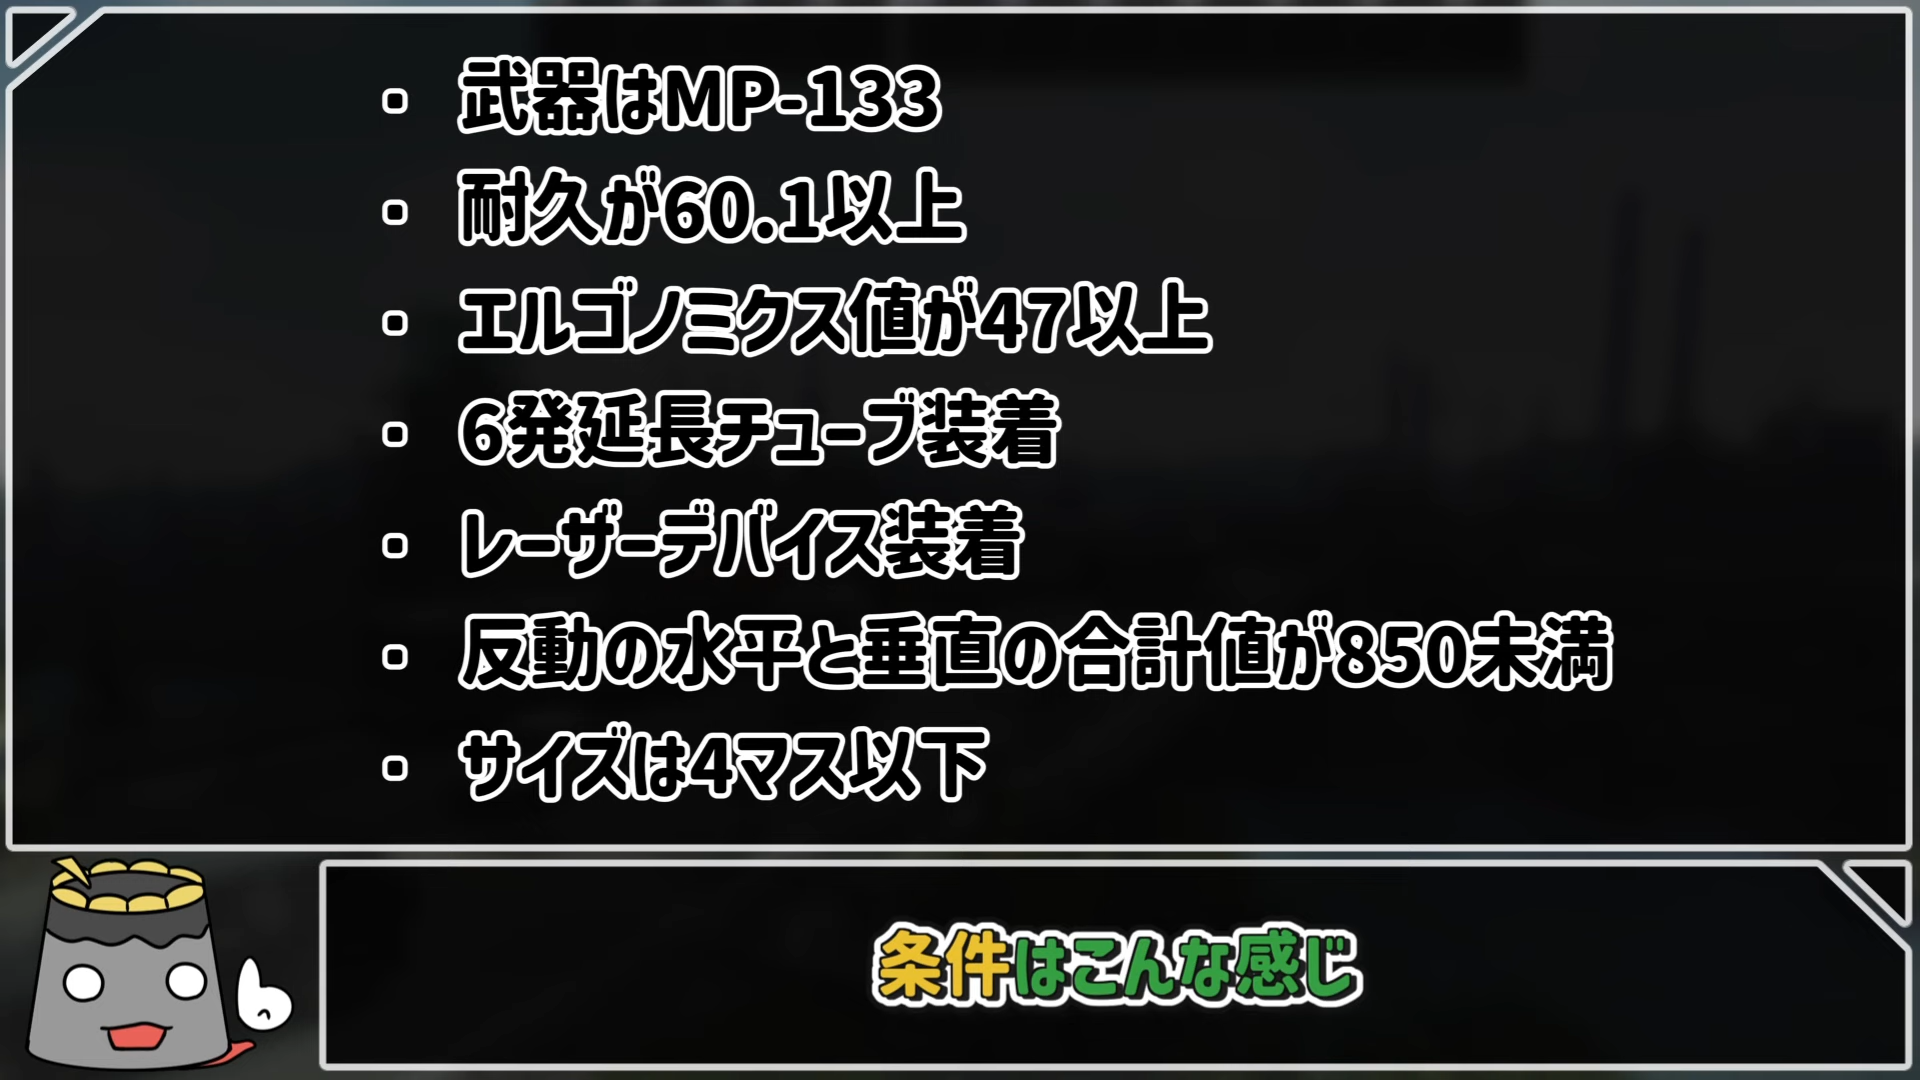 武器はMP-133
耐久が60.1以上
エルゴノミクス値が47以上
6発延長チューブ装着
レーザーデバイス装着
反動の水平と垂直の合計値が850未満
サイズは4マス以下
条件はこんな感じ